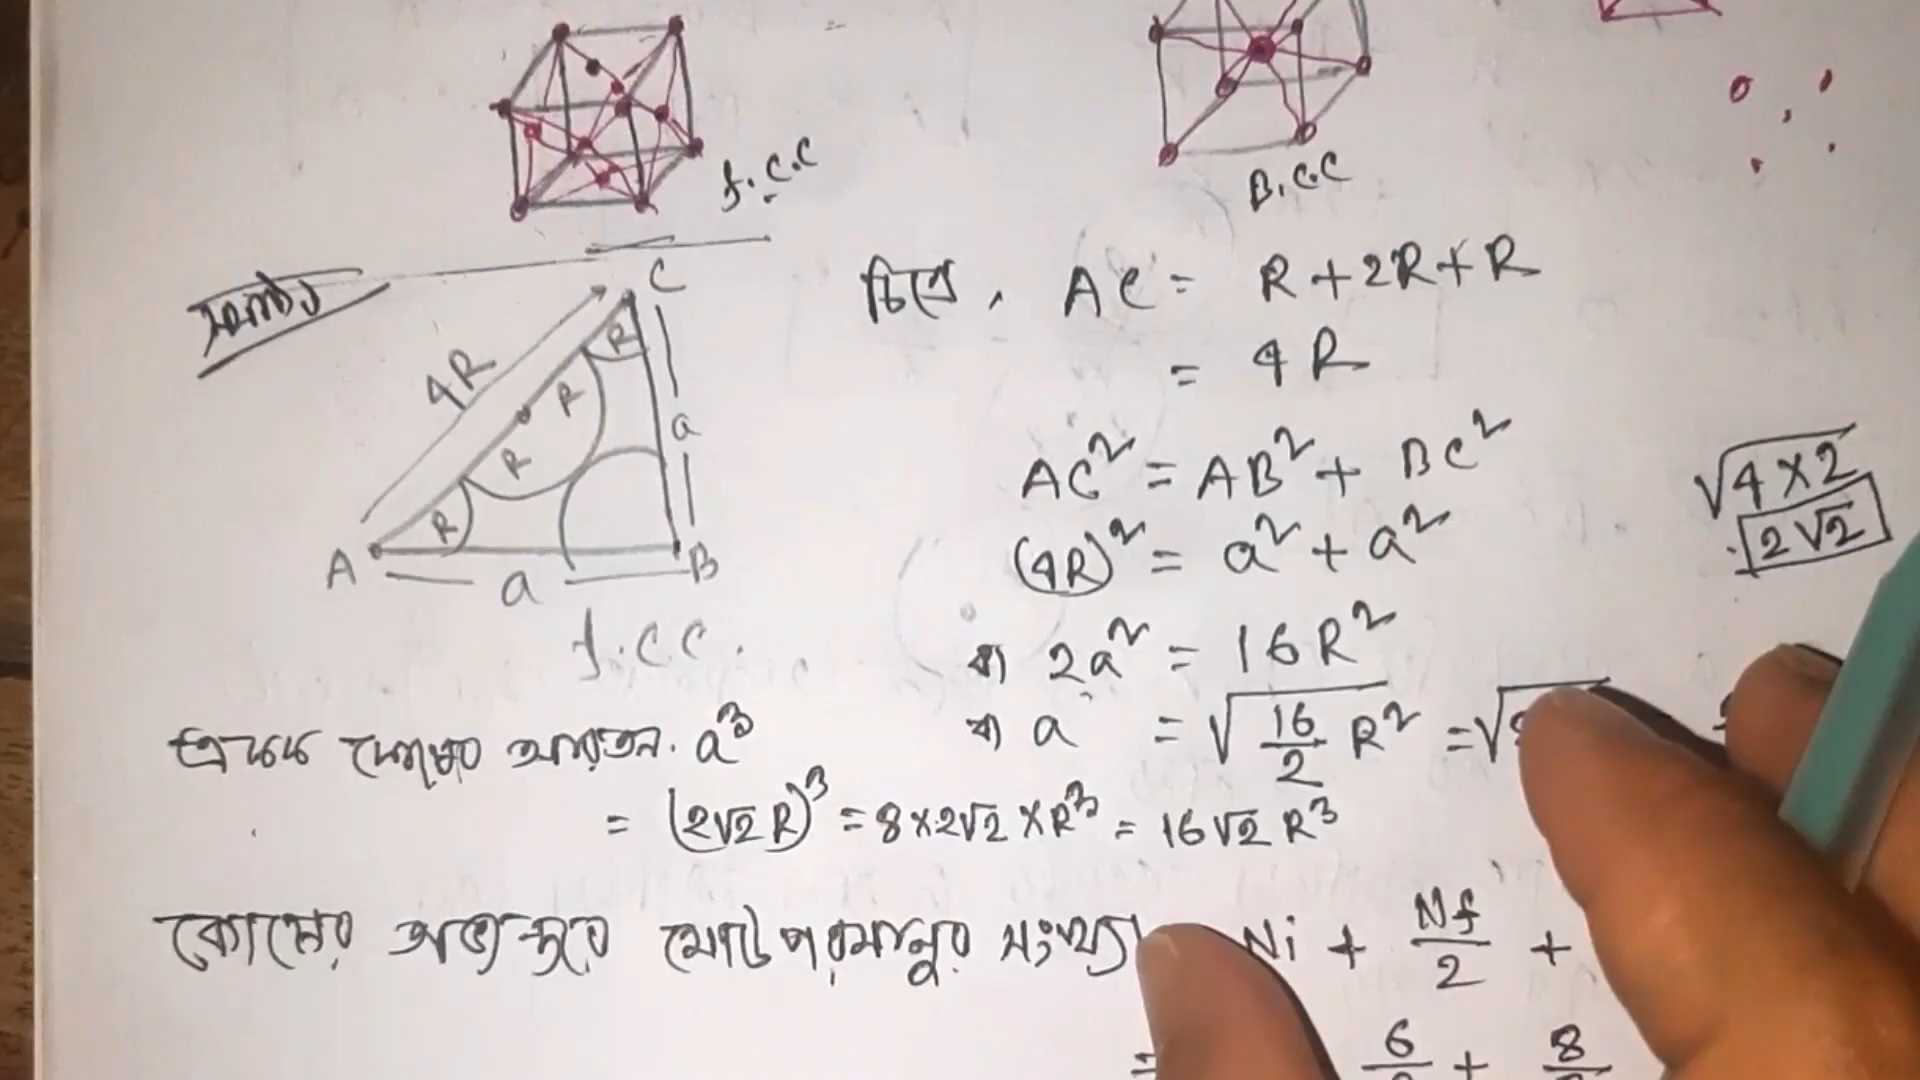 f.c.c
B.C.C
C
4R
R
R
R
R
a
A
a
B
f.c.c.
চিত্রে, AC = R+2R+R
= 4R
AC² = AB² + BC²
(4R)² = a² + a²
বা 2a² = 16R²
বা a = √(16/2 R²) = √
√4×2
2√2
একক কোষের আয়তন. a³
= (2√2 R)³ = 8×2√2 ×R³ = 16√2 R³
কোষের অভ্যন্তরে মোট পরমানুর সংখ্যা Ni + Nf/2 +
= 6 + 8